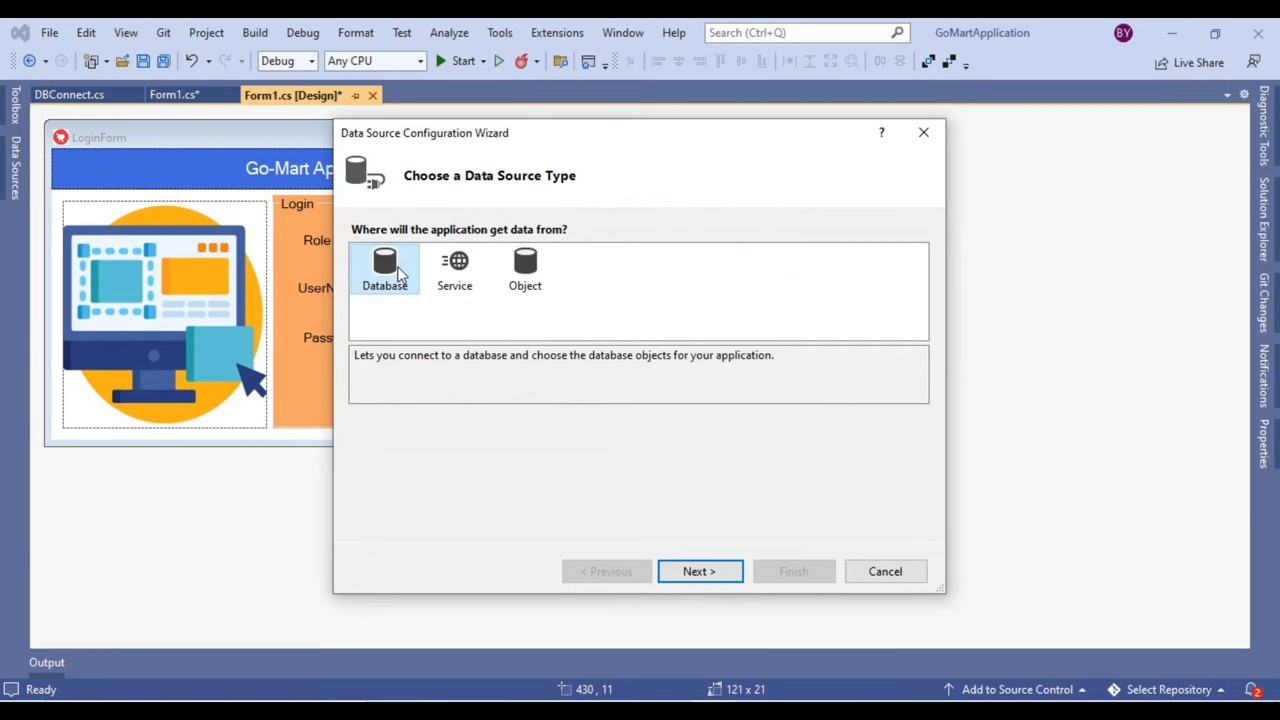 File Edit View Git Project Build Debug Format Test Analyze Tools Extensions Window Help Search (Ctrl+Q) GoMartApplication BY
Debug Any CPU Start Live Share
DBConnect.cs Form1.cs* Form1.cs [Design]*
Toolbox
Data Sources
LoginForm
Go-Mart Ap
Login
Role
UserN
Passw
Data Source Configuration Wizard ?
Choose a Data Source Type
Where will the application get data from?
Database Service Object
Lets you connect to a database and choose the database objects for your application.
< Previous Next > Finish Cancel
Diagnostic Tools
Solution Explorer
Git Changes
Notifications
Properties
Output
Ready 430 , 11 121 x 21 Add to Source Control Select Repository 2